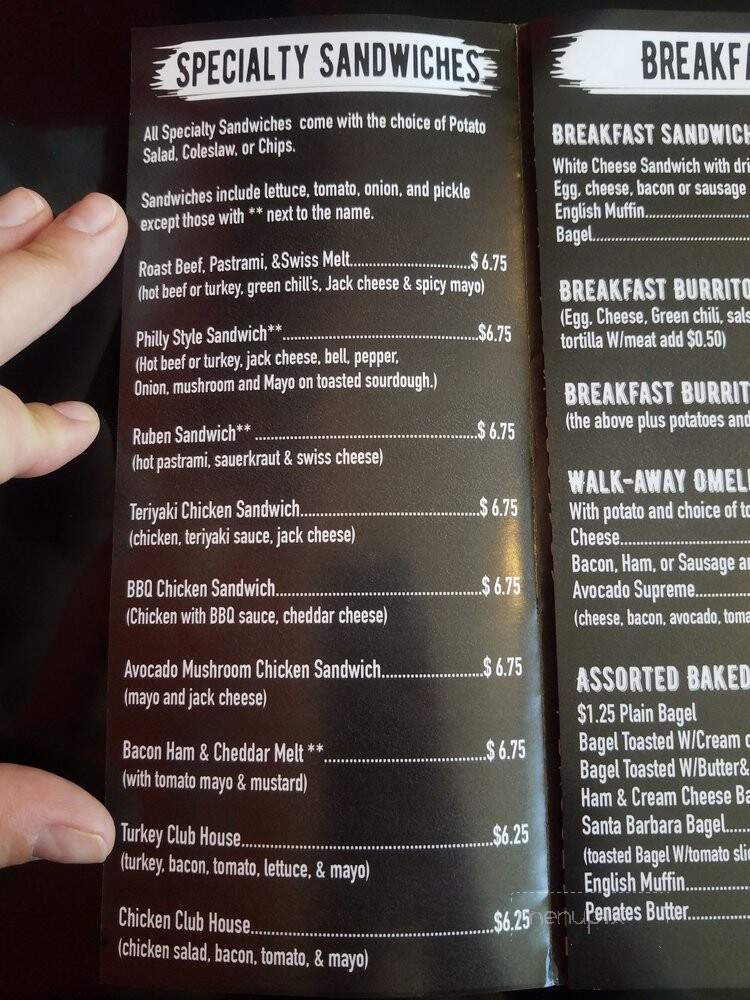 SPECIALTY SANDWICHES
All Specialty Sandwiches come with the choice of Potato
Salad, Coleslaw, or Chips.
Sandwiches include lettuce, tomato, onion, and pickle
except those with ** next to the name.
Roast Beef, Pastrami, &Swiss Melt..............................$ 6.75
(hot beef or turkey, green chill's, Jack cheese & spicy mayo)
Philly Style Sandwich**.................................................$6.75
(Hot beef or turkey, jack cheese, bell, pepper,
Onion, mushroom and Mayo on toasted sourdough.)
Ruben Sandwich** .......................................................$ 6.75
(hot pastrami, sauerkraut & swiss cheese)
Teriyaki Chicken Sandwich............................................$ 6.75
(chicken, teriyaki sauce, jack cheese)
BBQ Chicken Sandwich..................................................$ 6.75
(Chicken with BBQ sauce, cheddar cheese)
Avocado Mushroom Chicken Sandwich.........................$ 6.75
(mayo and jack cheese)
Bacon Ham & Cheddar Melt **.......................................$ 6.75
(with tomato mayo & mustard)
Turkey Club House............................................................$6.25
(turkey, bacon, tomato, lettuce, & mayo)
Chicken Club House..........................................................$6.25
(chicken salad, bacon, tomato, & mayo)
BREAKFA
BREAKFAST SANDWICH
White Cheese Sandwich with dri
Egg, cheese, bacon or sausage
English Muffin..........................
Bagel.......................................
BREAKFAST BURRITO
(Egg, Cheese, Green chili, sals
tortilla W/meat add $0.50)
BREAKFAST BURRIT
(the above plus potatoes and
WALK-AWAY OMEL
With potato and choice of to
Cheese...............................
Bacon, Ham, or Sausage a
Avocado Supreme.............
(cheese, bacon, avocado, toma
ASSORTED BAKED
$1.25 Plain Bagel
Bagel Toasted W/Cream c
Bagel Toasted W/Butter&
Ham & Cream Cheese Ba
Santa Barbara Bagel.....
(toasted Bagel W/tomato slic
English Muffin...............
Penates Butter..............
menupix